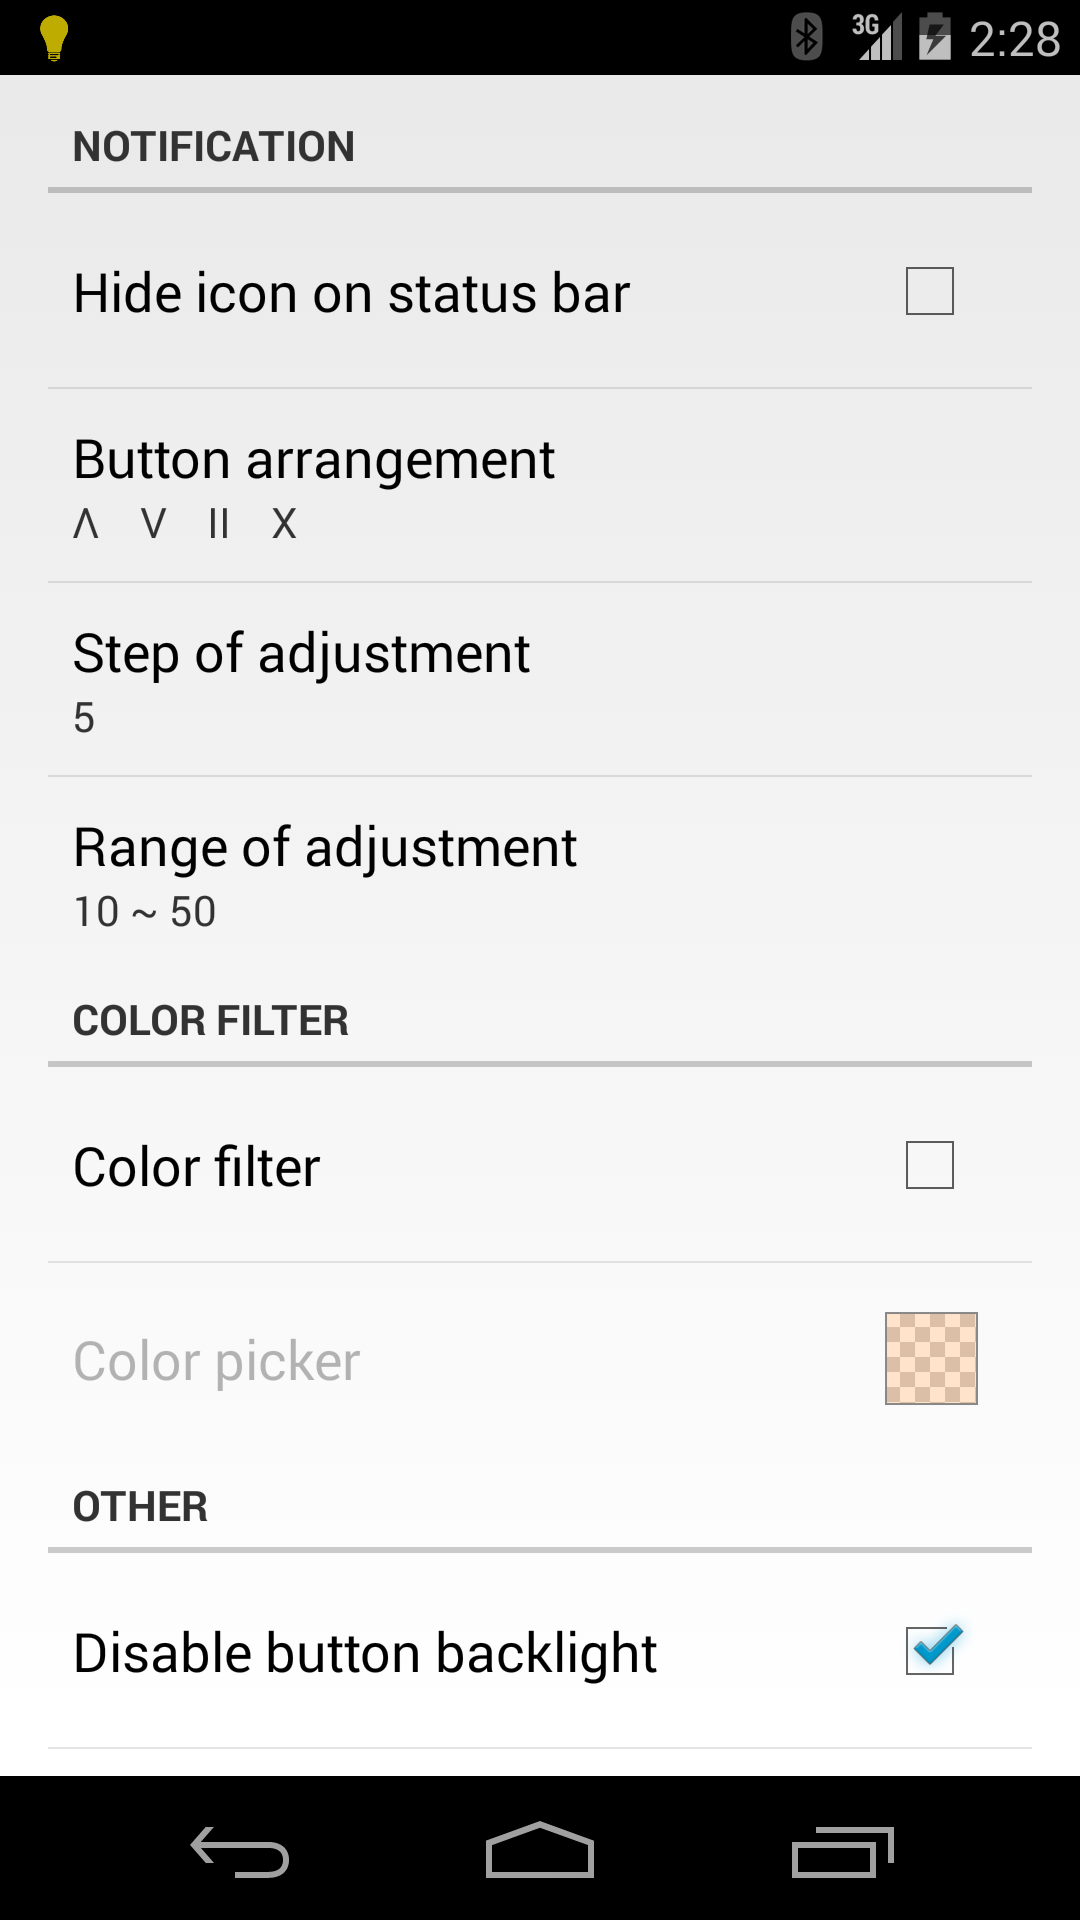 3G 2:28
NOTIFICATION
Hide icon on status bar
Button arrangement
Λ V II X
Step of adjustment
5
Range of adjustment
10 ~ 50
COLOR FILTER
Color filter
Color picker
OTHER
Disable button backlight